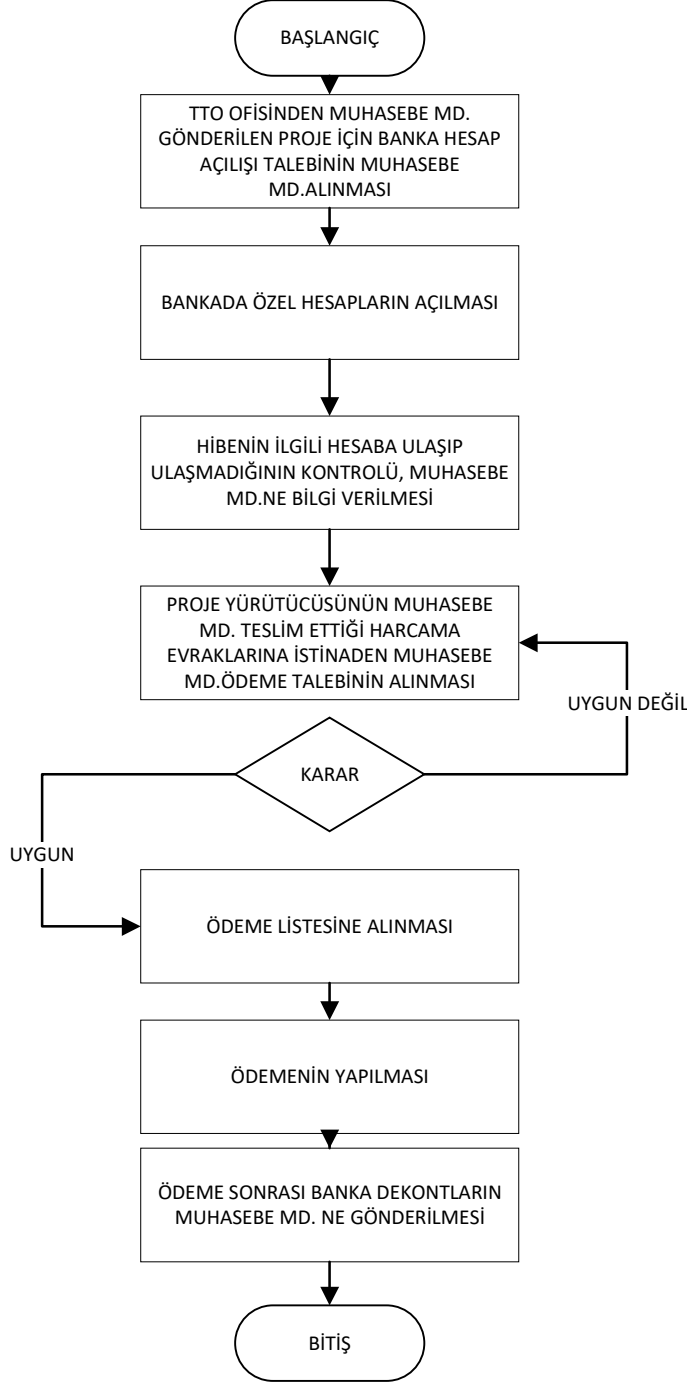 BAŞLANGIÇ
TTO OFİSİNDEN MUHASEBE MD.
GÖNDERİLEN PROJE İÇİN BANKA HESAP
AÇILIŞI TALEBİNİN MUHASEBE
MD.ALINMASI
BANKADA ÖZEL HESAPLARIN AÇILMASI
HİBENİN İLGİLİ HESABA ULAŞIP
ULAŞMADIĞININ KONTROLÜ, MUHASEBE
MD.NE BİLGİ VERİLMESİ
PROJE YÜRÜTÜCÜSÜNÜN MUHASEBE
MD. TESLİM ETTİĞİ HARCAMA
EVRAKLARINA İSTİNADEN MUHASEBE
MD.ÖDEME TALEBİNİN ALINMASI
UYGUN DEĞİL
KARAR
UYGUN
ÖDEME LİSTESİNE ALINMASI
ÖDEMENİN YAPILMASI
ÖDEME SONRASI BANKA DEKONTLARIN
MUHASEBE MD. NE GÖNDERİLMESİ
BİTİŞ